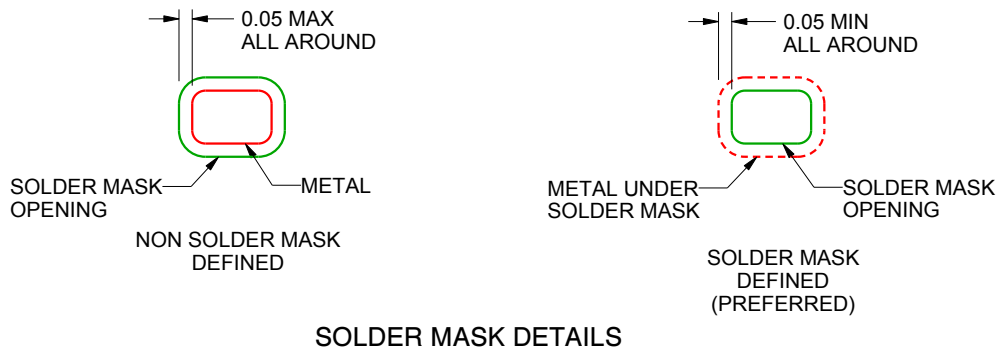 0.05 MAX
ALL AROUND
SOLDER MASK
OPENING
METAL
NON SOLDER MASK
DEFINED
0.05 MIN
ALL AROUND
METAL UNDER
SOLDER MASK
SOLDER MASK
OPENING
SOLDER MASK
DEFINED
(PREFERRED)
SOLDER MASK DETAILS